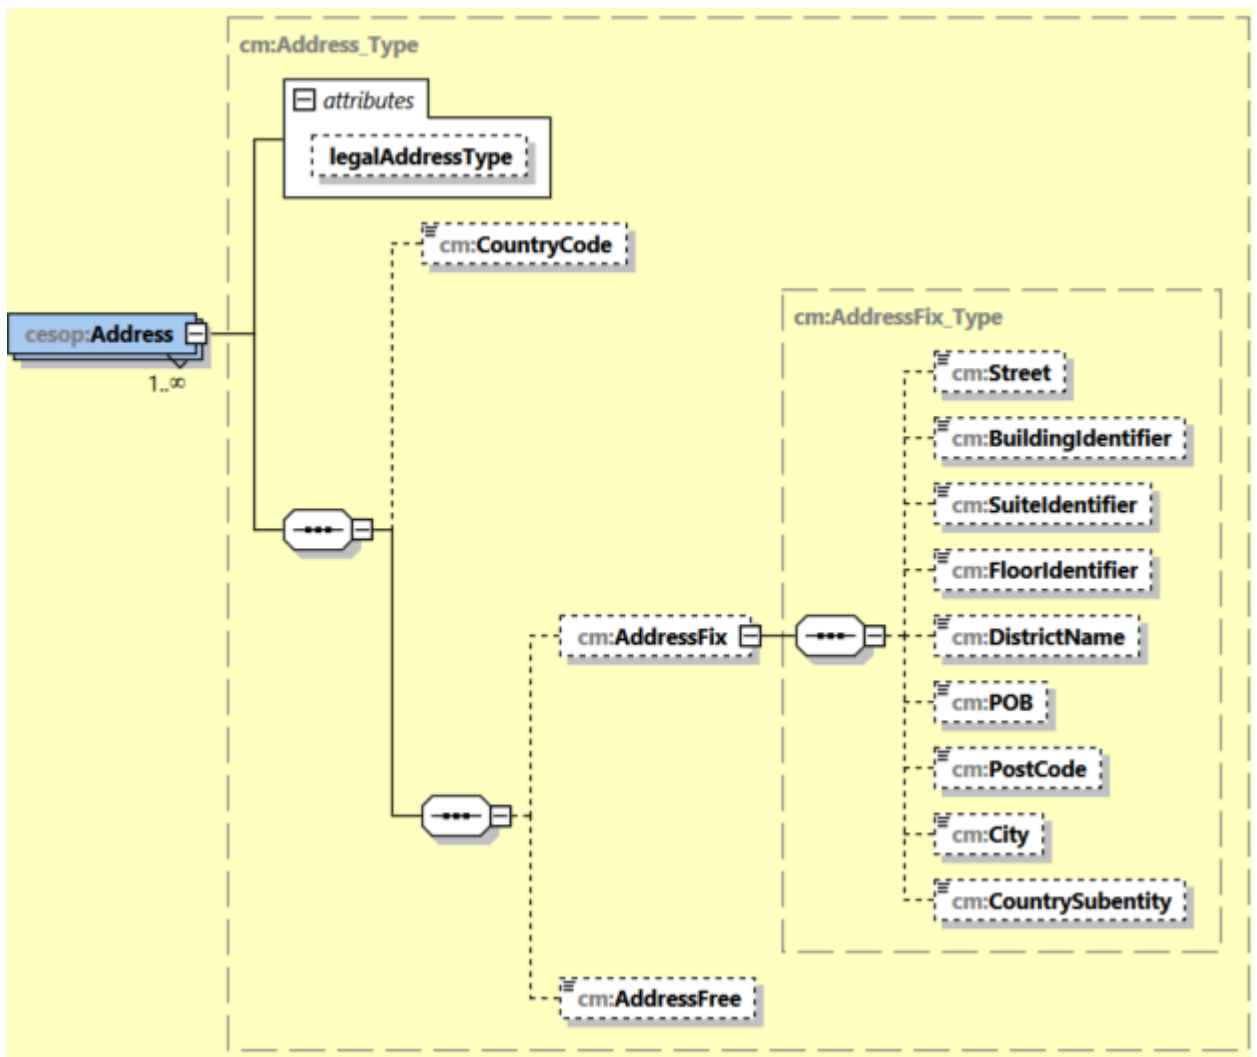 cm:Address_Type
attributes
legalAddressType
cm:CountryCode
cesop:Address
1..∞
cm:AddressFix_Type
cm:Street
cm:BuildingIdentifier
cm:SuiteIdentifier
cm:FloorIdentifier
cm:AddressFix
cm:DistrictName
cm:POB
cm:PostCode
cm:City
cm:CountrySubentity
cm:AddressFree